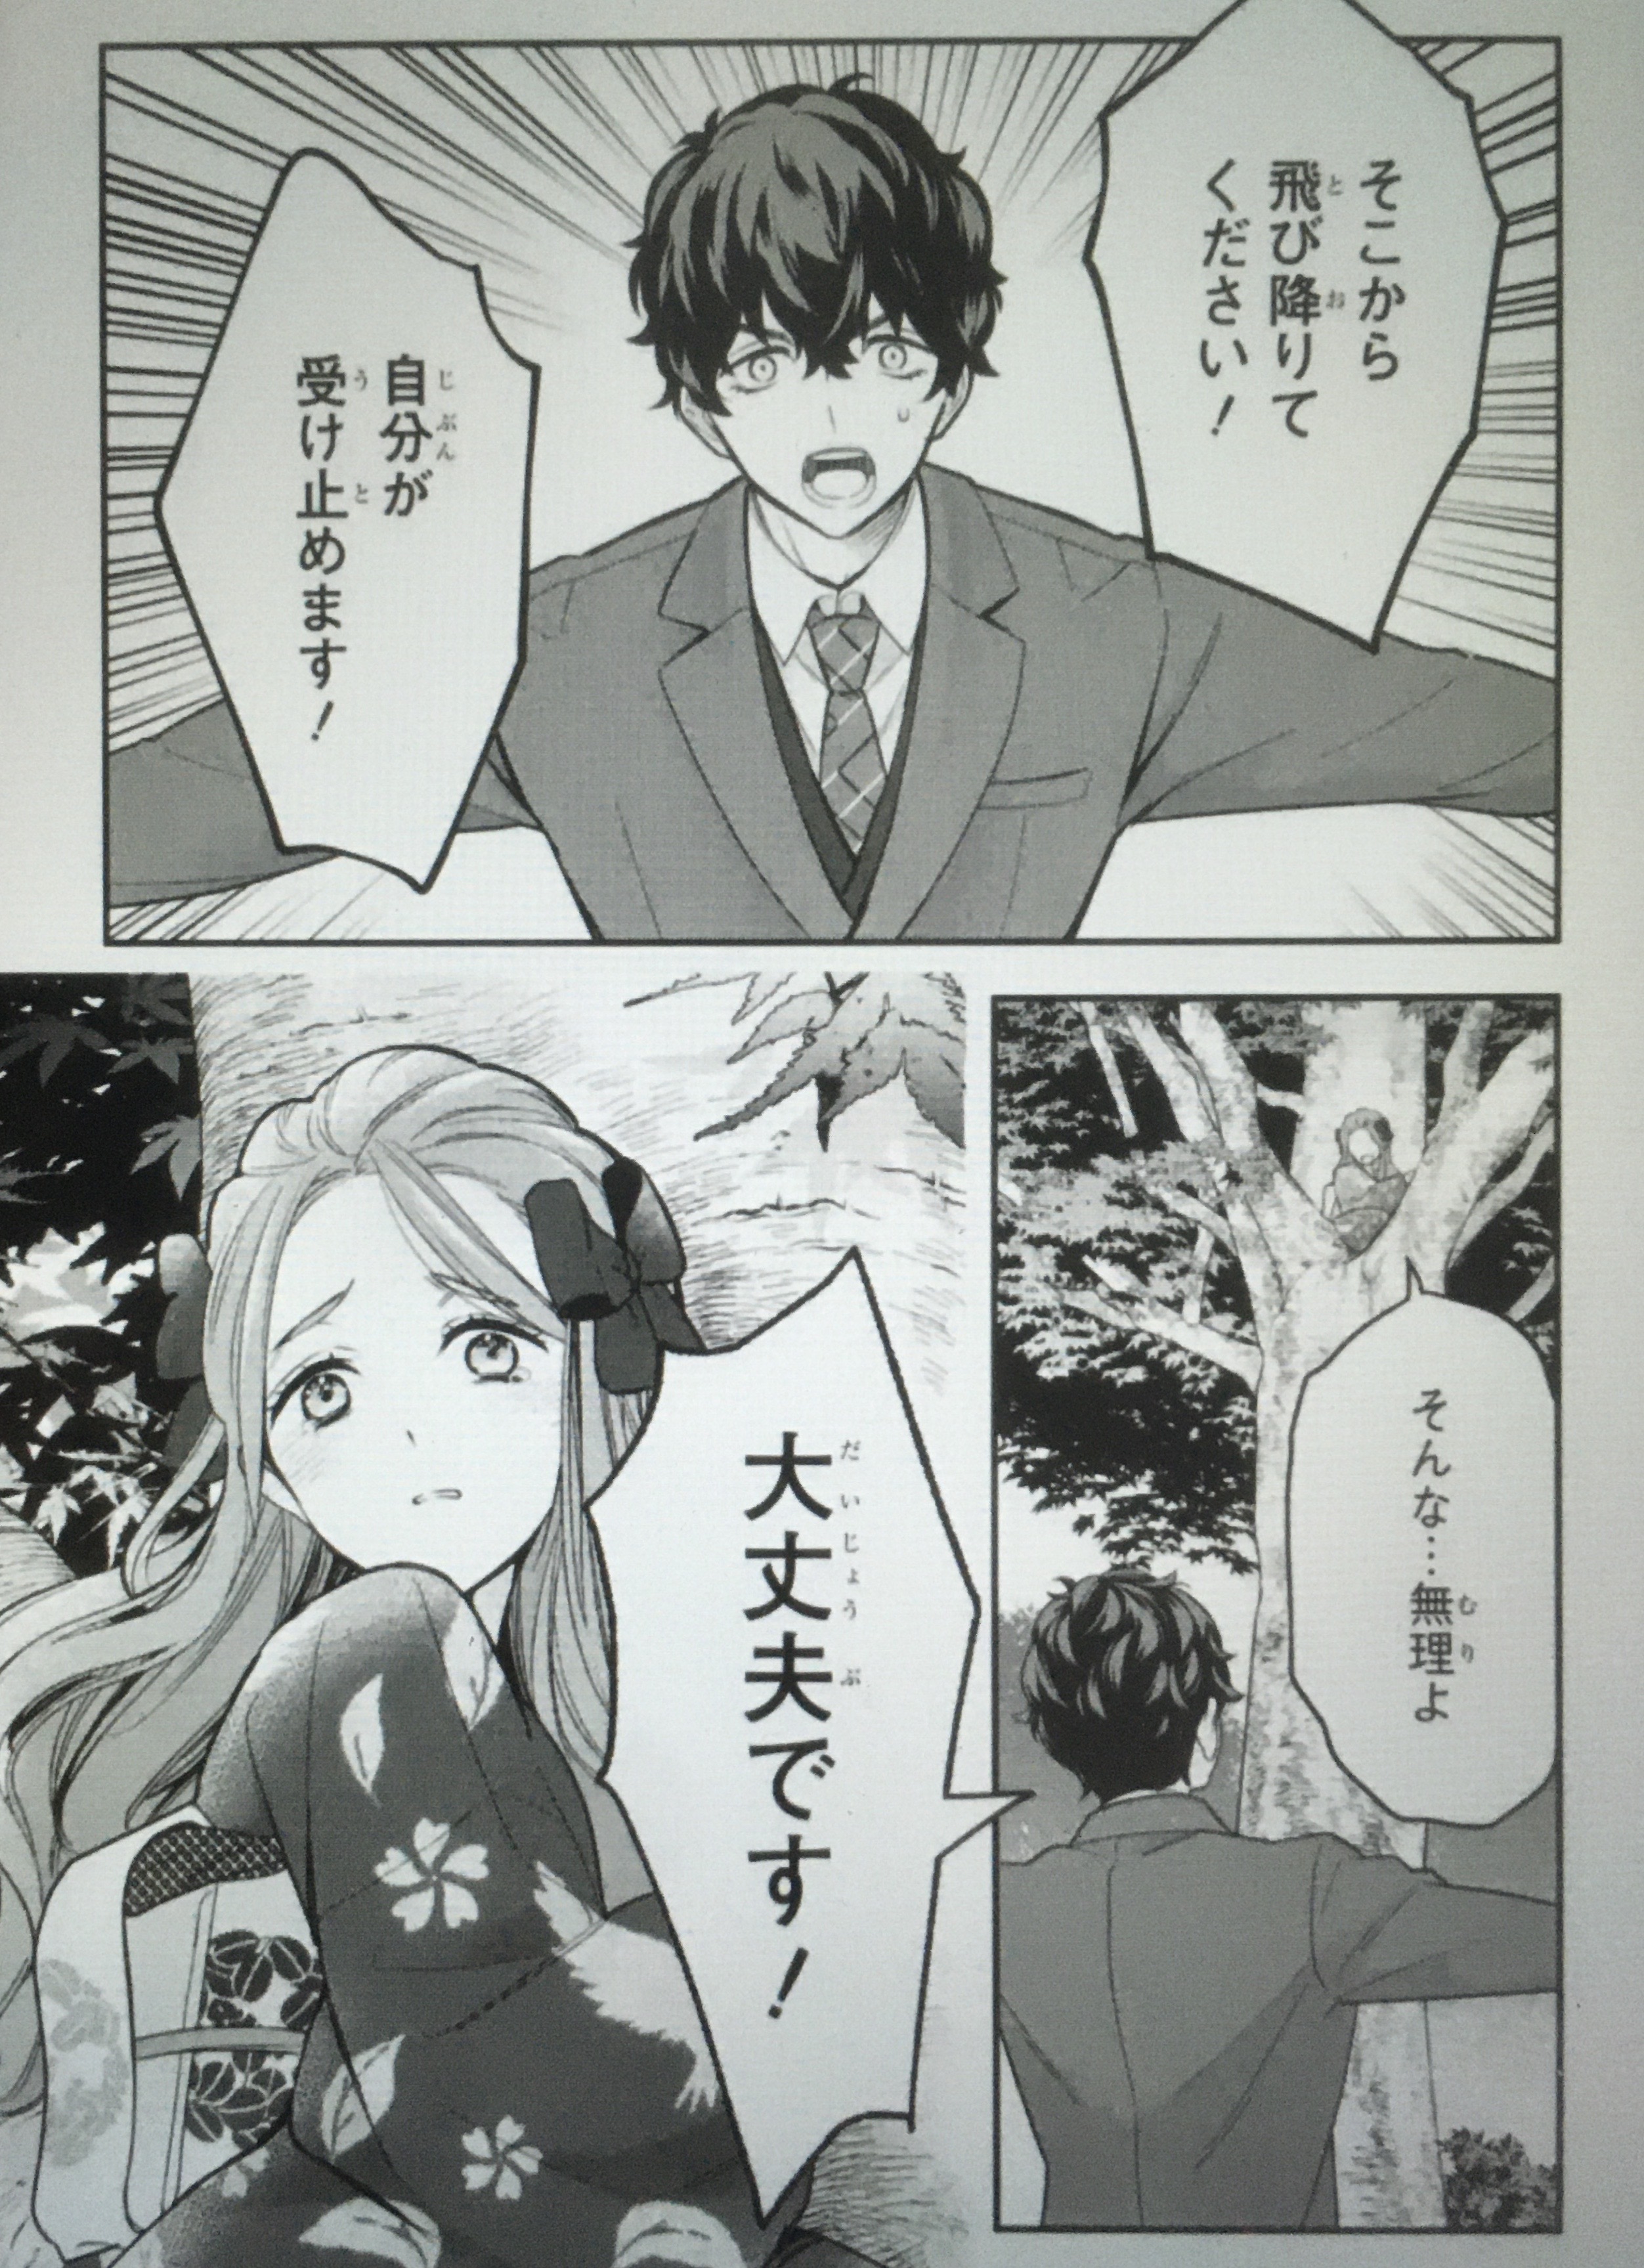 そこから
飛び降りて
ください!
自分が
受け止めます!
そんな…無理よ
大丈夫です!